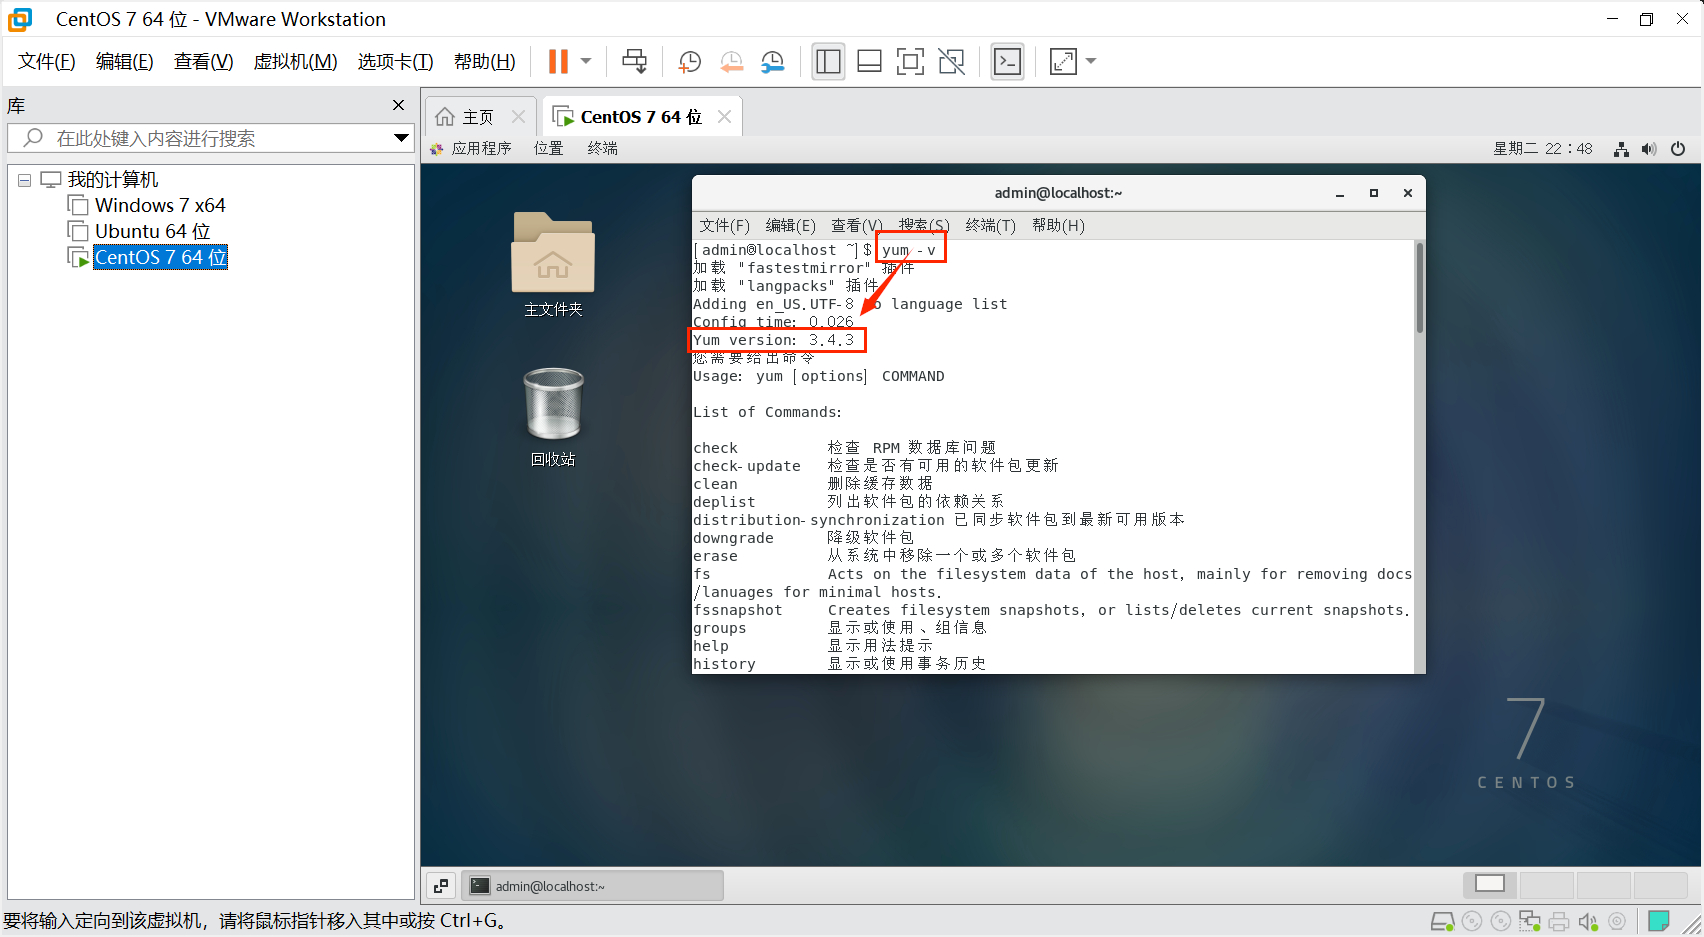 CentOS 7 64 位 - VMware Workstation
文件(F) 编辑(E) 查看(V) 虚拟机(M) 选项卡(T) 帮助(H)
库
在此处键入内容进行搜索
我的计算机
Windows 7 x64
Ubuntu 64 位
CentOS 7 64 位
主页 CentOS 7 64 位
应用程序 位置 终端 星期二 22：48
主文件夹
回收站
admin@localhost:~
文件(F) 编辑(E) 查看(V) 搜索(S) 终端(T) 帮助(H)
[admin@localhost ~]$ yum -v
加载 "fastestmirror" 插件
加载 "langpacks" 插件
Adding en_US.UTF-8 to language list
Config time: 0.026
Yum version: 3.4.3
您需要给出命令
Usage: yum [options] COMMAND
List of Commands:
check 检查 RPM 数据库问题
check-update 检查是否有可用的软件包更新
clean 删除缓存数据
deplist 列出软件包的依赖关系
distribution-synchronization 已同步软件包到最新可用版本
downgrade 降级软件包
erase 从系统中移除一个或多个软件包
fs Acts on the filesystem data of the host, mainly for removing docs
/lanuages for minimal hosts.
fssnapshot Creates filesystem snapshots, or lists/deletes current snapshots.
groups 显示或使用、组信息
help 显示用法提示
history 显示或使用事务历史
7
CENTOS
admin@localhost:~
要将输入定向到该虚拟机，请将鼠标指针移入其中或按 Ctrl+G。